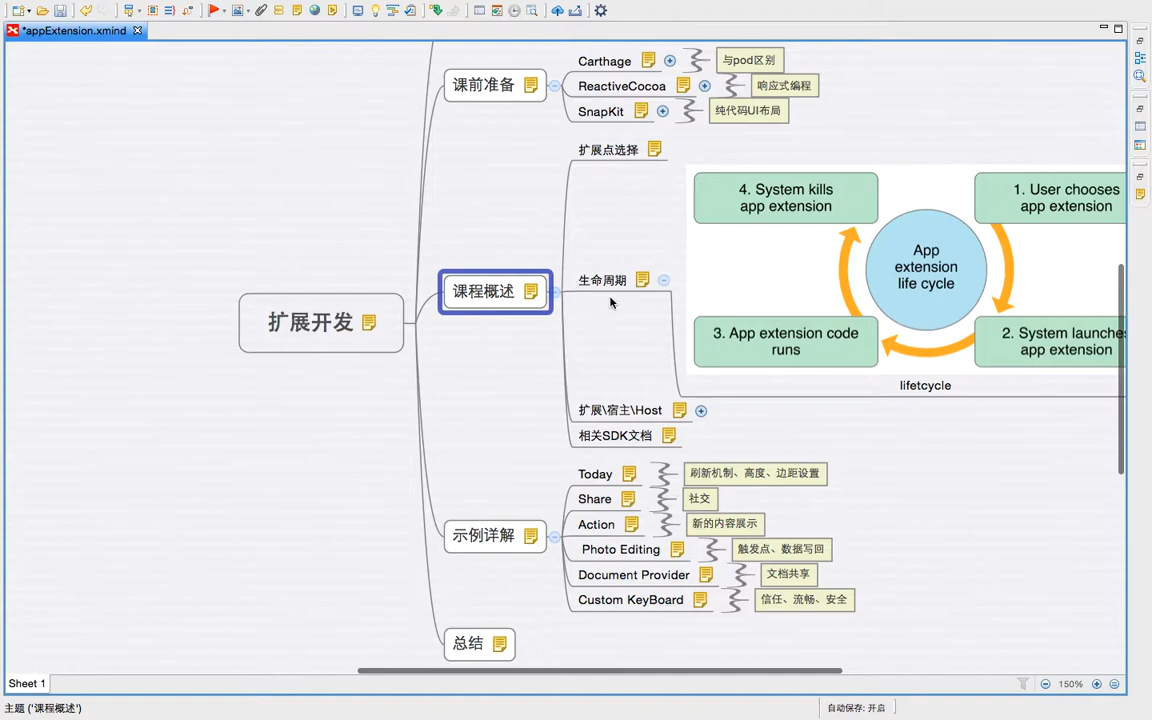 *appExtension.xmind
课前准备
Carthage
与pod区别
ReactiveCocoa
响应式编程
SnapKit
纯代码UI布局
扩展开发
课程概述
扩展点选择
生命周期
4. System kills
app extension
1. User chooses
app extension
App
extension
life cycle
3. App extension code
runs
2. System launche
app extension
lifetcycle
扩展\宿主\Host
相关SDK文档
示例详解
Today
刷新机制、高度、边距设置
Share
社交
Action
新的内容展示
Photo Editing
触发点、数据写回
Document Provider
文档共享
Custom KeyBoard
信任、流畅、安全
总结
Sheet 1
150%
主题 ('课程概述')
自动保存: 开启